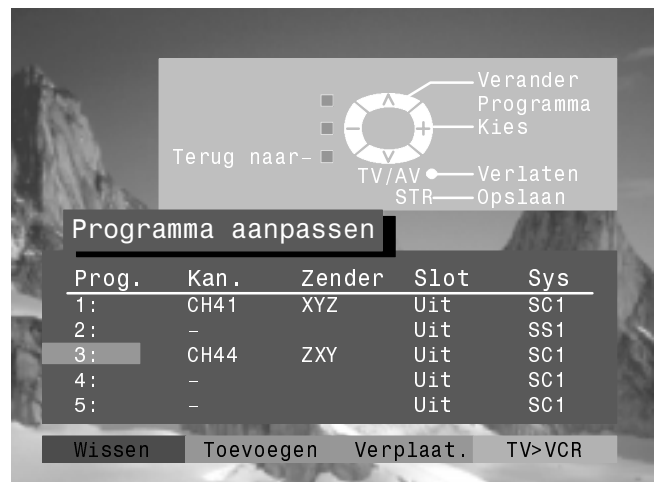 Verander
Programma
Kies
Terug naar-
TV/AV Verlaten
STR Opslaan
Programma aanpassen
Prog. Kan. Zender Slot Sys
1: CH41 XYZ Uit SC1
2: - Uit SS1
3: CH44 ZXY Uit SC1
4: - Uit SC1
5: - Uit SC1
Wissen Toevoegen Verplaat. TV>VCR